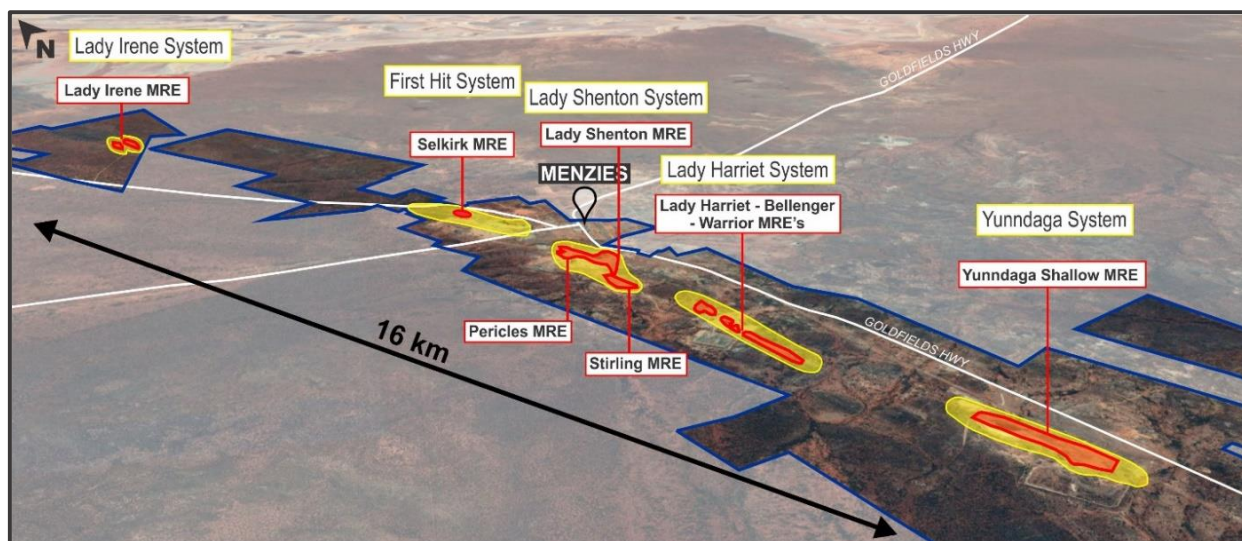 N
Lady Irene System
Lady Irene MRE
First Hit System
Selkirk MRE
Lady Shenton System
Lady Shenton MRE
MENZIES
GOLDFIELDS HWY
Lady Harriet System
Lady Harriet - Bellenger
- Warrior MRE's
Yunndaga System
Yunndaga Shallow MRE
Pericles MRE
Stirling MRE
16 km
GOLDFIELDS HWY